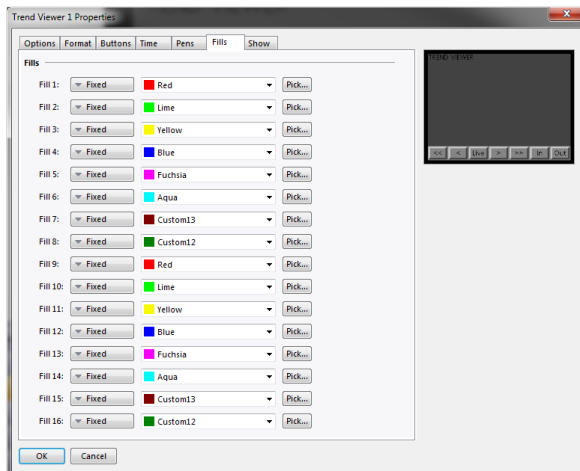 Trend Viewer 1 Properties
Options Format Buttons Time Pens Fills Show
Fills
Fill 1: Fixed Red Pick...
Fill 2: Fixed Lime Pick...
Fill 3: Fixed Yellow Pick...
Fill 4: Fixed Blue Pick...
Fill 5: Fixed Fuchsia Pick...
Fill 6: Fixed Aqua Pick...
Fill 7: Fixed Custom13 Pick...
Fill 8: Fixed Custom12 Pick...
Fill 9: Fixed Red Pick...
Fill 10: Fixed Lime Pick...
Fill 11: Fixed Yellow Pick...
Fill 12: Fixed Blue Pick...
Fill 13: Fixed Fuchsia Pick...
Fill 14: Fixed Aqua Pick...
Fill 15: Fixed Custom13 Pick...
Fill 16: Fixed Custom12 Pick...
OK Cancel
TREND VIEWER
<< < Live > >> In Out